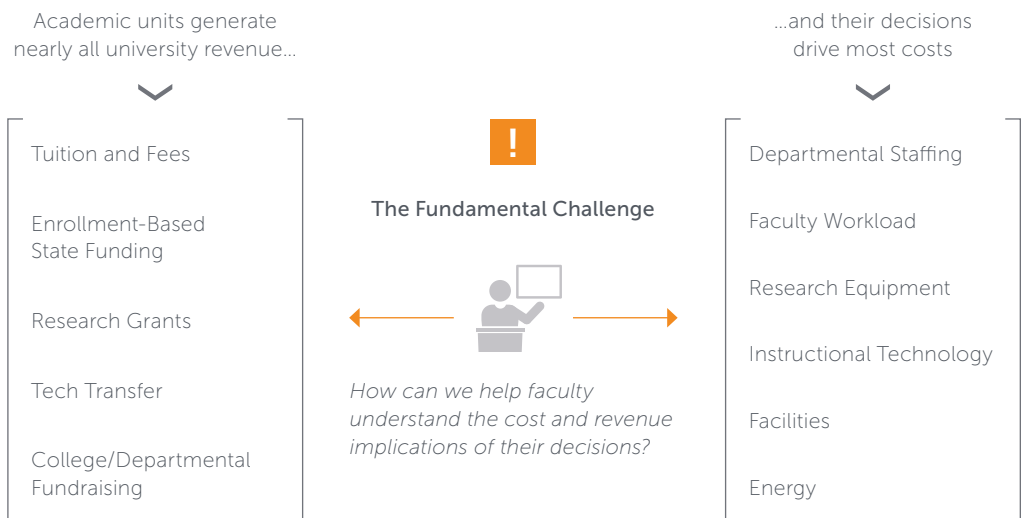 Academic units generate
nearly all university revenue...
Tuition and Fees
Enrollment-Based
State Funding
Research Grants
Tech Transfer
College/Departmental
Fundraising
!
The Fundamental Challenge
How can we help faculty
understand the cost and revenue
implications of their decisions?
...and their decisions
drive most costs
Departmental Staffing
Faculty Workload
Research Equipment
Instructional Technology
Facilities
Energy